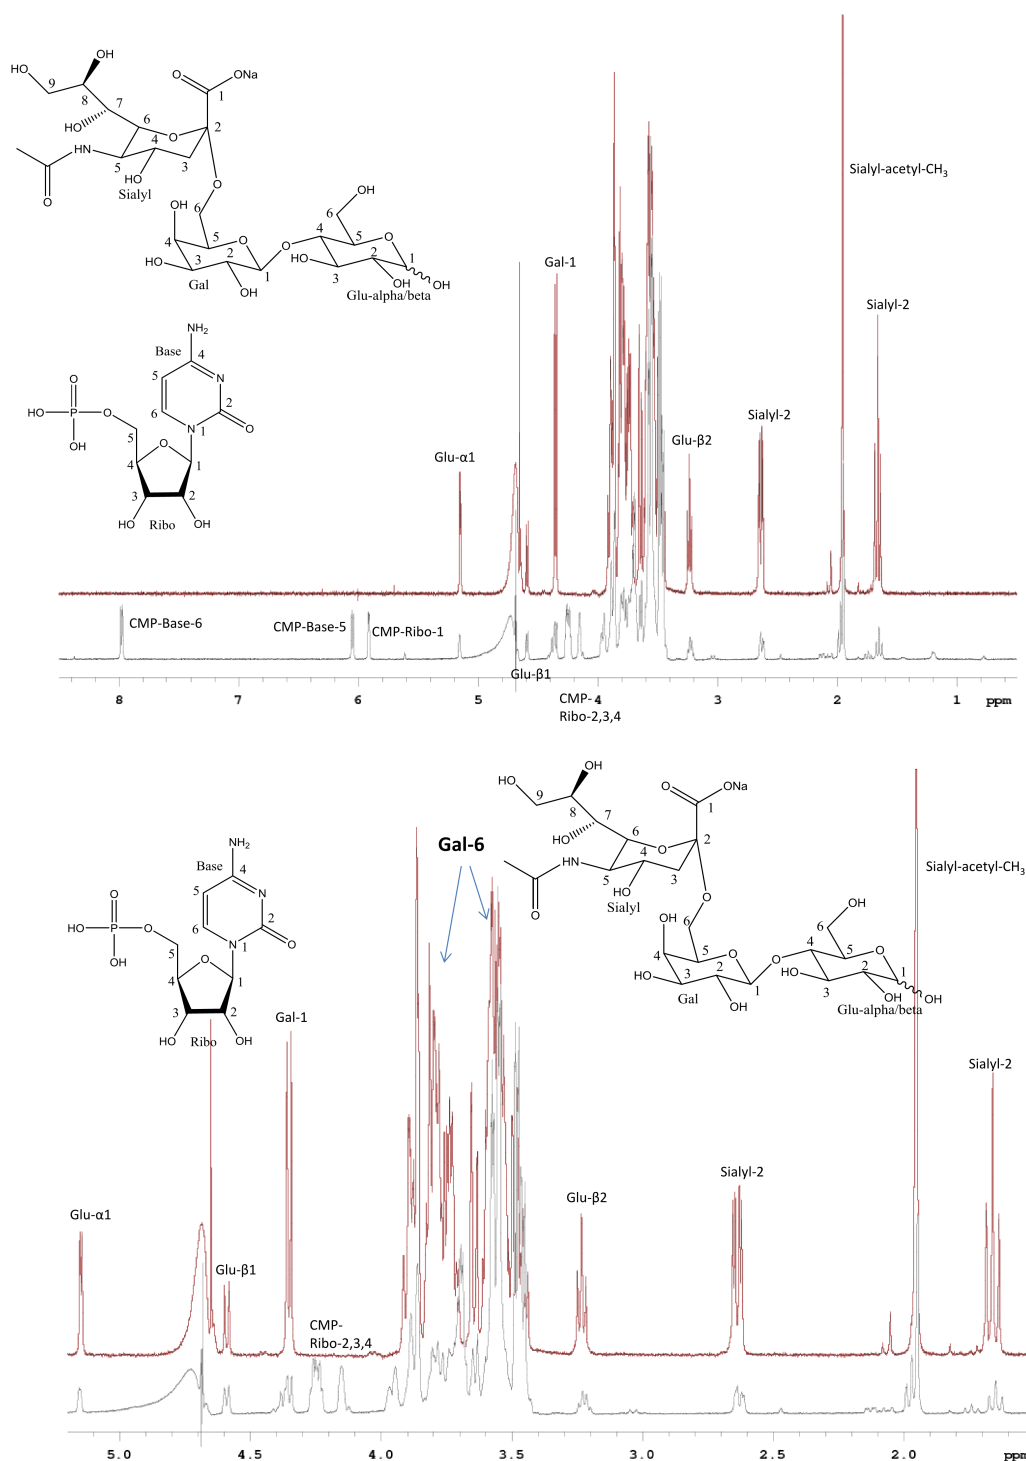 OH
HO
9
8
7
HO
6
O
ONa
1
O
2
4
NH
5
HO
3
Sialyl
O
O
6
OH
4
5
O
HO
3
Gal
2
OH
1
O
OH
6
4
5
O
HO
3
2
OH
1
OH
Glu-alpha/beta
NH2
Base
4
5
N
6
2
O
N
1
O
HO
P
OH
O
5
O
4
1
3
2
HO
Ribo
OH
Sialyl-acetyl-CH3
Gal-1
Sialyl-2
Sialyl-2
Glu-β2
Glu-α1
CMP-Base-6
CMP-Base-5
CMP-Ribo-1
Glu-β1
8 7 6 5 4 3 2 1 ppm
CMP-
Ribo-2,3,4
OH
HO
9
8
7
HO
6
O
ONa
1
O
2
4
NH
5
HO
3
Sialyl
O
O
6
OH
4
5
O
HO
3
Gal
2
OH
1
O
OH
6
4
5
O
HO
3
2
OH
1
OH
Glu-alpha/beta
Gal-6
NH2
Base
4
5
N
6
2
O
N
1
O
HO
P
OH
O
5
O
4
1
3
2
HO
Ribo
OH
Sialyl-acetyl-CH3
Gal-1
Sialyl-2
Sialyl-2
Glu-β2
Glu-α1
Glu-β1
CMP-
Ribo-2,3,4
5.0 4.5 4.0 3.5 3.0 2.5 2.0 ppm